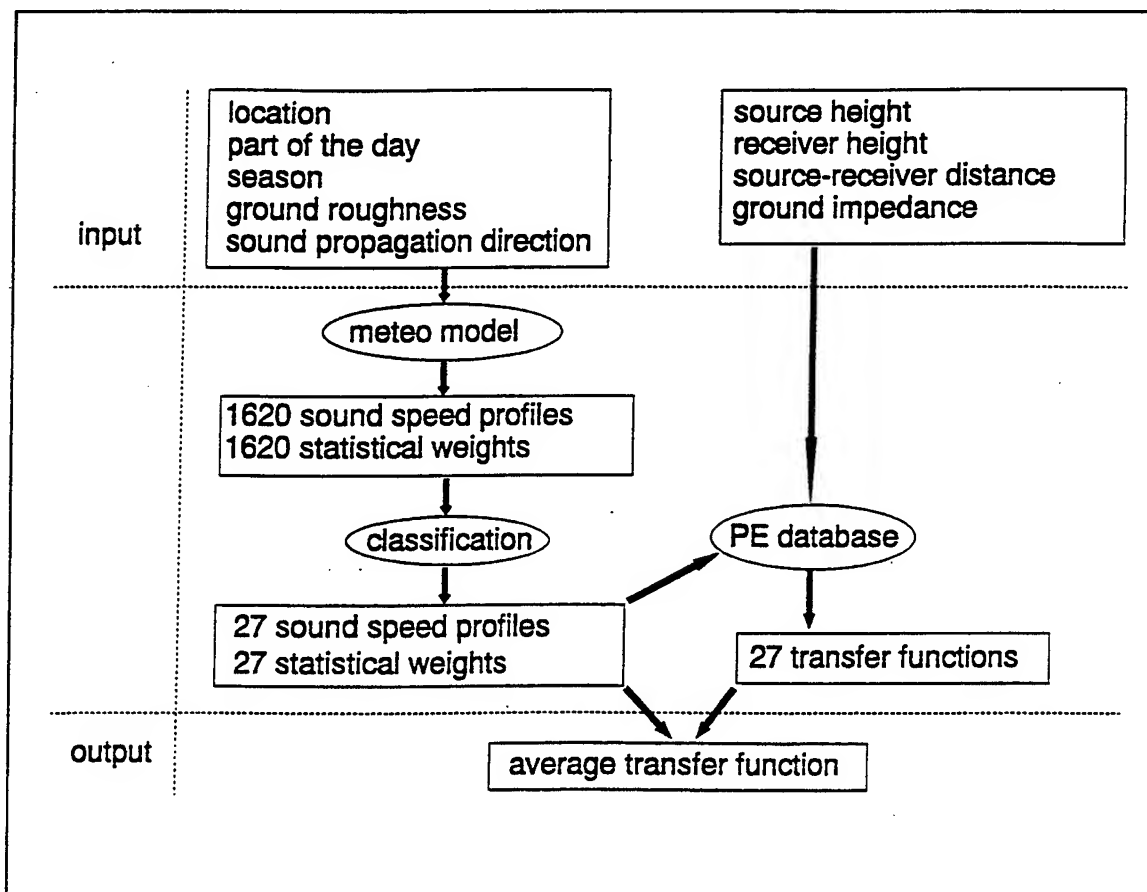 input
location
part of the day
season
ground roughness
sound propagation direction
source height
receiver height
source-receiver distance
ground impedance
meteo model
1620 sound speed profiles
1620 statistical weights
classification
PE database
27 sound speed profiles
27 statistical weights
27 transfer functions
output
average transfer function